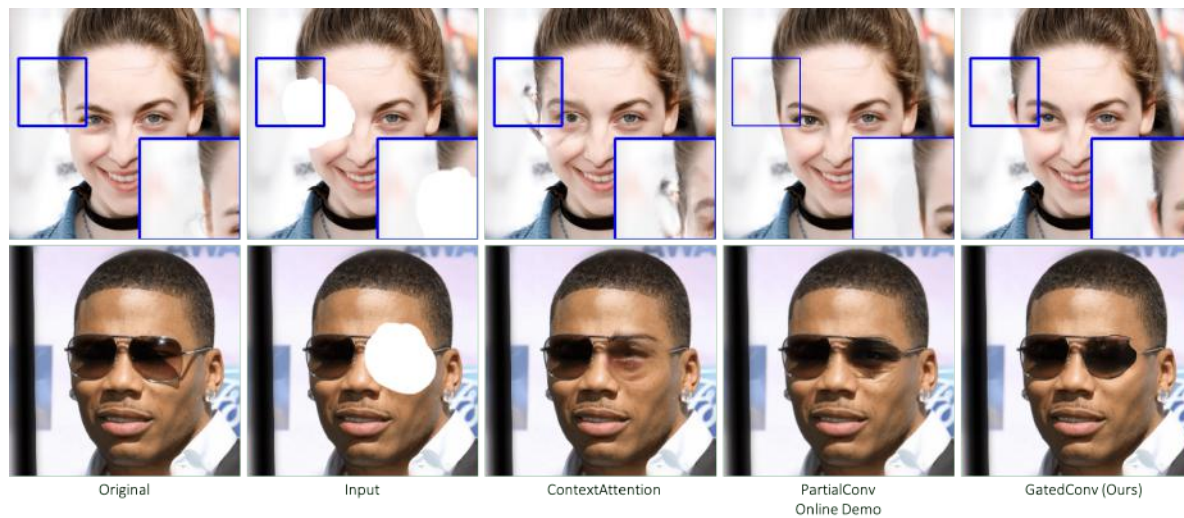 Original
Input
ContextAttention
PartialConv
Online Demo
GatedConv (Ours)